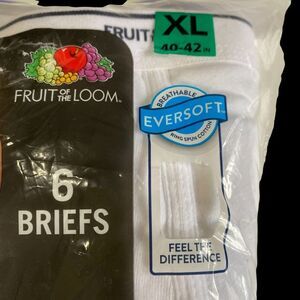 XL
40-42 IN
FRUIT OF
FRUIT OF THE LOOM
BREATHABLE
EVERSOFT
RING SPUN COTTON
6
BRIEFS
FEEL THE
DIFFERENCE